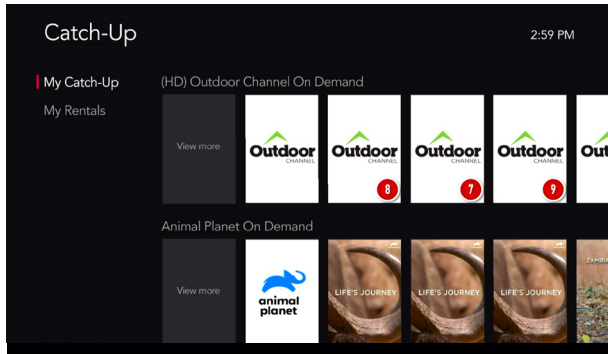 Catch-Up
2:59 PM
My Catch-Up
My Rentals
(HD) Outdoor Channel On Demand
View more
Outdoor
CHANNEL
Outdoor
CHANNEL
8
Outdoor
CHANNEL
7
Outdoor
CHANNEL
9
Out
Animal Planet On Demand
View more
animal
planet
LIFE'S JOURNEY
LIFE'S JOURNEY
LIFE'S JOURNEY
ZAMBIA